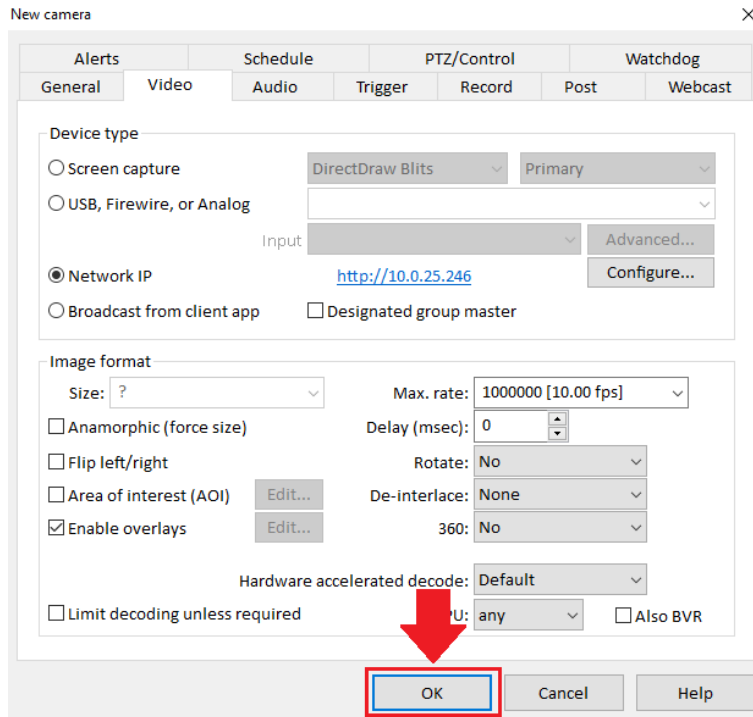 New camera
Alerts Schedule PTZ/Control Watchdog
General Video Audio Trigger Record Post Webcast
Device type
Screen capture DirectDraw Blits Primary
USB, Firewire, or Analog
Input Advanced...
Network IP http://10.0.25.246 Configure...
Broadcast from client app Designated group master
Image format
Size: ? Max. rate: 1000000 [10.00 fps]
Anamorphic (force size) Delay (msec): 0
Flip left/right Rotate: No
Area of interest (AOI) Edit... De-interlace: None
Enable overlays Edit... 360: No
Hardware accelerated decode: Default
Limit decoding unless required PU: any Also BVR
OK Cancel Help